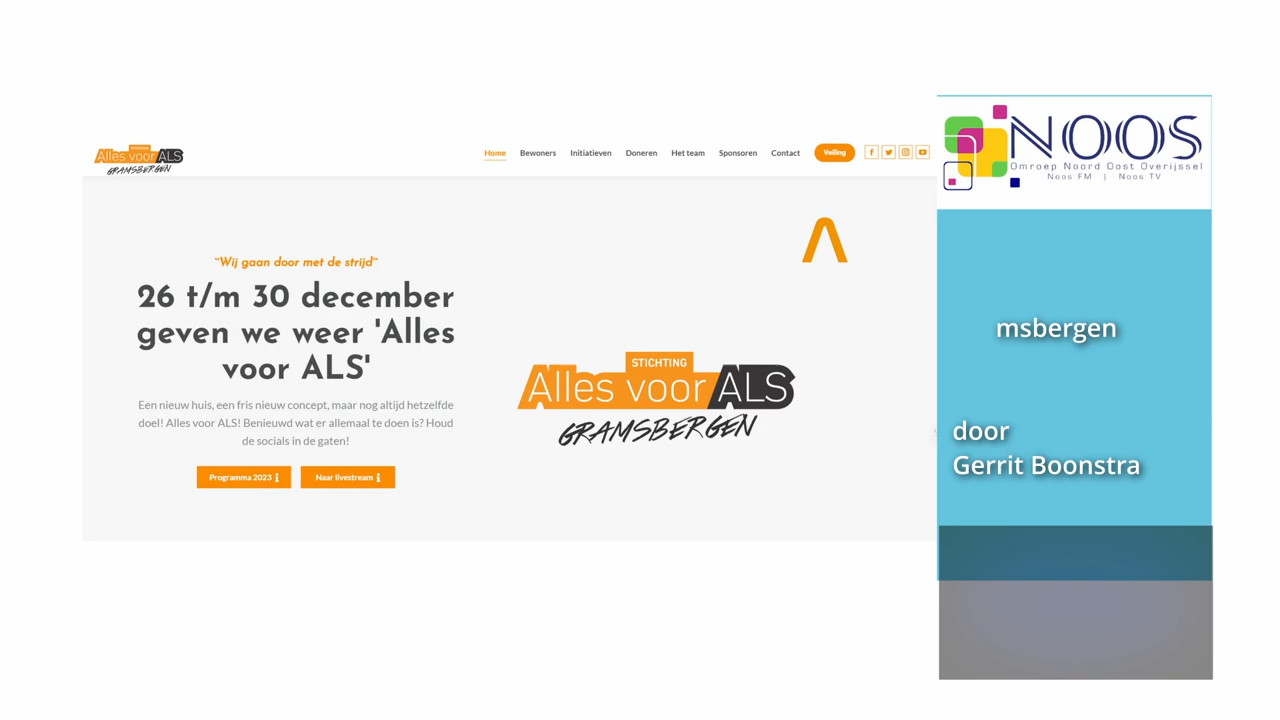 STICHTING
Alles voor ALS
GRAMSBERGEN
Home
Bewoners
Initiatieven
Doneren
Het team
Sponsoren
Contact
Veiling
"Wij gaan door met de strijd"
26 t/m 30 december
geven we weer 'Alles
voor ALS'
Een nieuw huis, een fris nieuw concept, maar nog altijd hetzelfde
doel! Alles voor ALS! Benieuwd wat er allemaal te doen is? Houd
de socials in de gaten!
Programma 2023
Naar livestream
STICHTING
Alles voor ALS
GRAMSBERGEN
NOOS
Omroep Noord Oost Overijssel
Noos FM | Noos TV
msbergen
door
Gerrit Boonstra